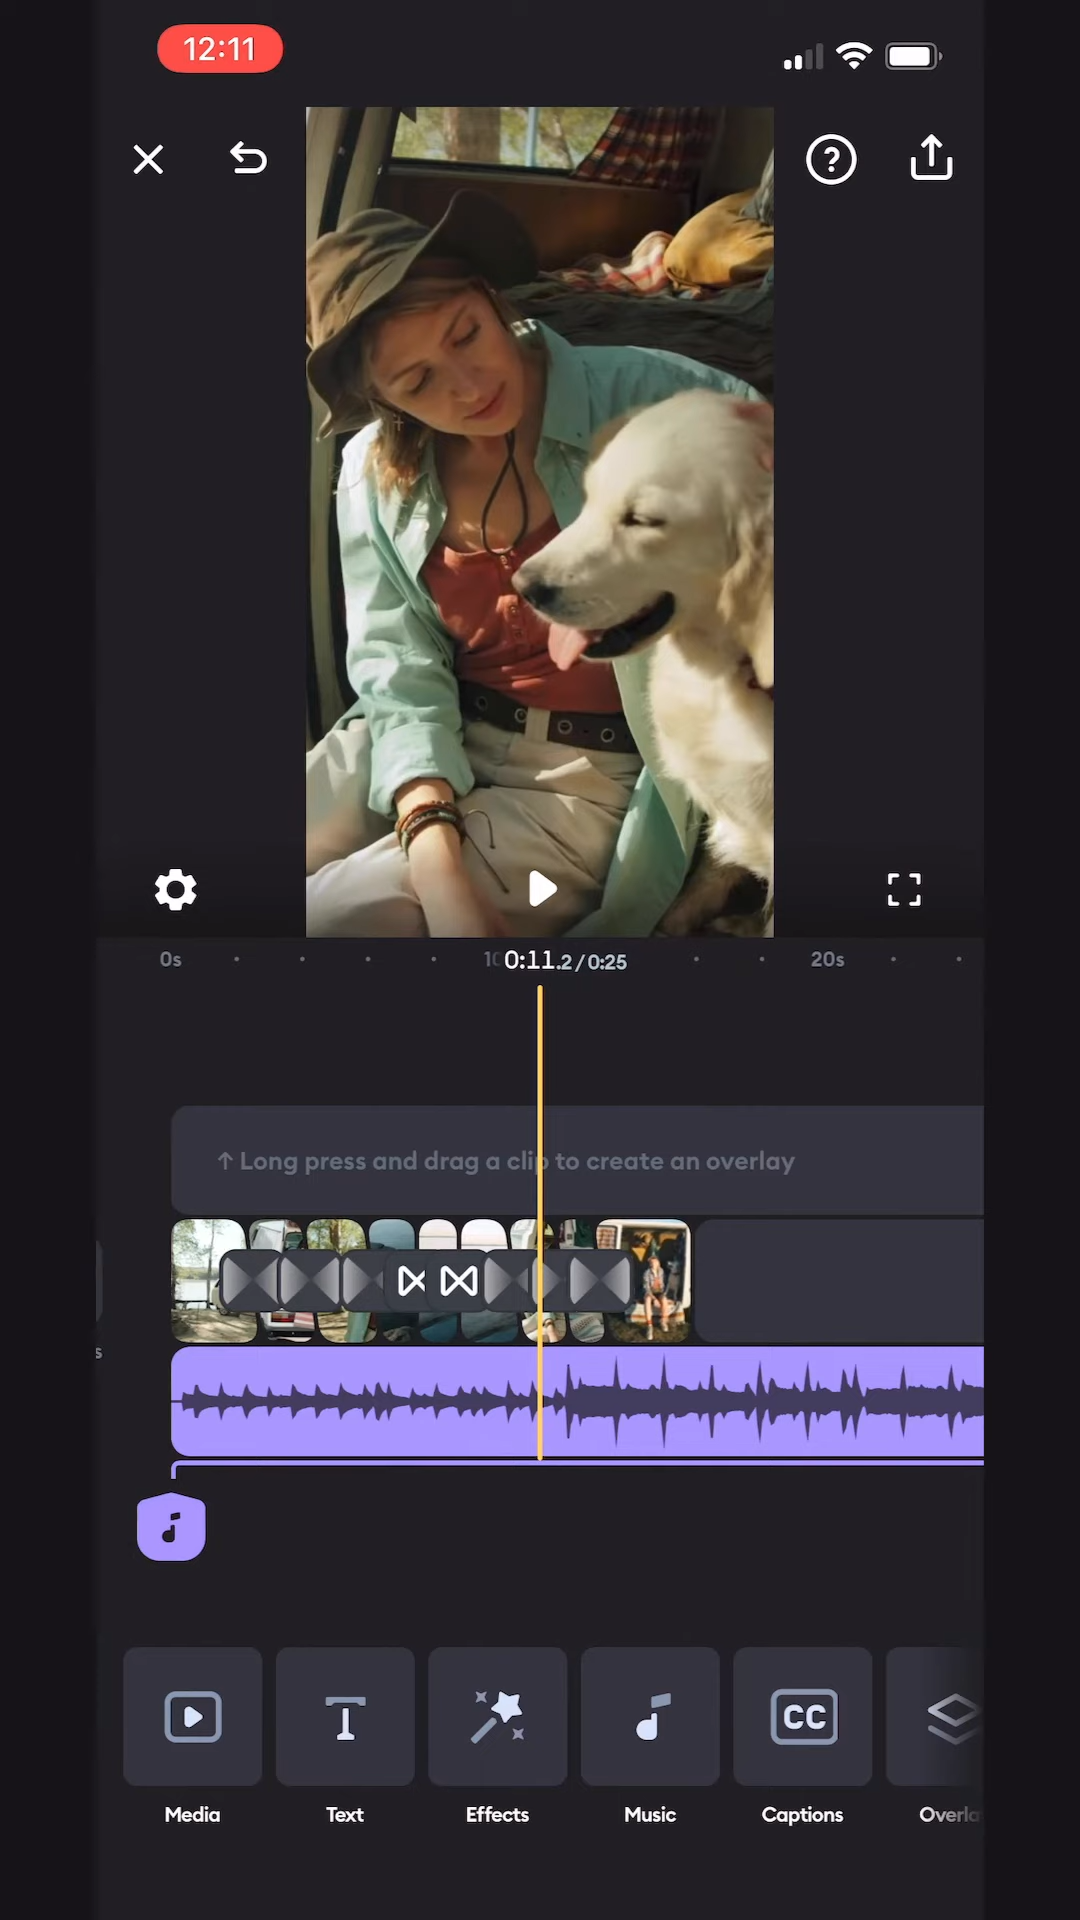 12:11
0s
0:11.2 / 0:25
20s
↑ Long press and drag a clip to create an overlay
s
CC
Media
Text
Effects
Music
Captions
Overla